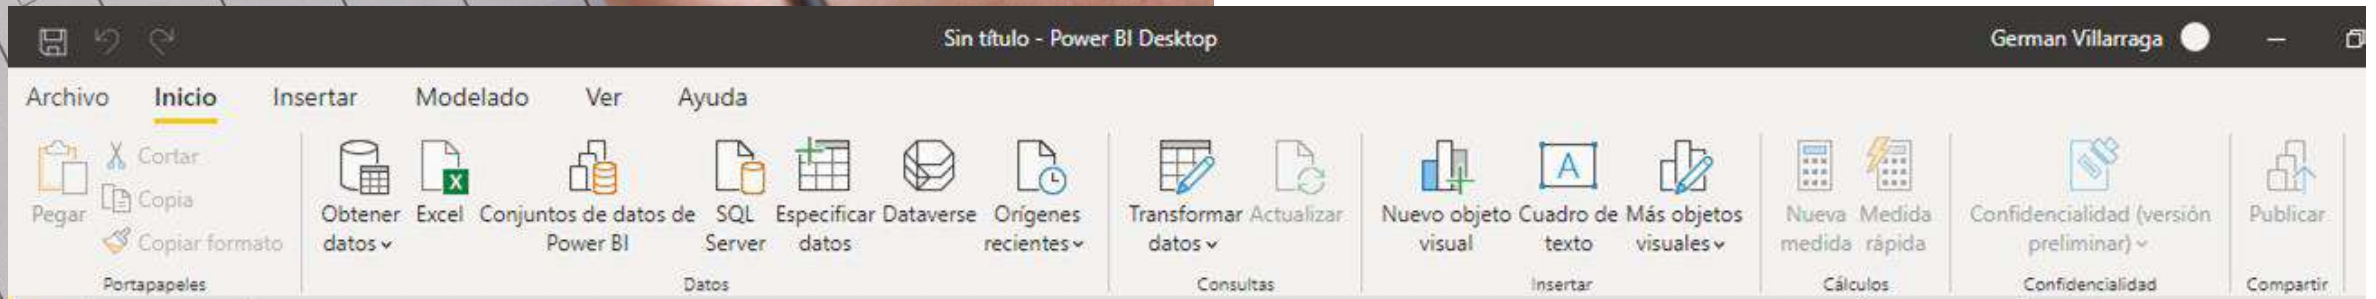 Sin título - Power BI Desktop
German Villarraga
Archivo Inicio Insertar Modelado Ver Ayuda
Pegar
Cortar
Copia
Copiar formato
Portapapeles
Obtener
datos
Excel
Conjuntos de datos de
Power BI
SQL
Server
Especificar
datos
Dataverse
Orígenes
recientes
Datos
Transformar
datos
Actualizar
Consultas
Nuevo objeto
visual
A
Cuadro de
texto
Más objetos
visuales
Insertar
Nueva
medida
Medida
rápida
Cálculos
Confidencialidad (versión
preliminar)
Confidencialidad
Publicar
Compartir